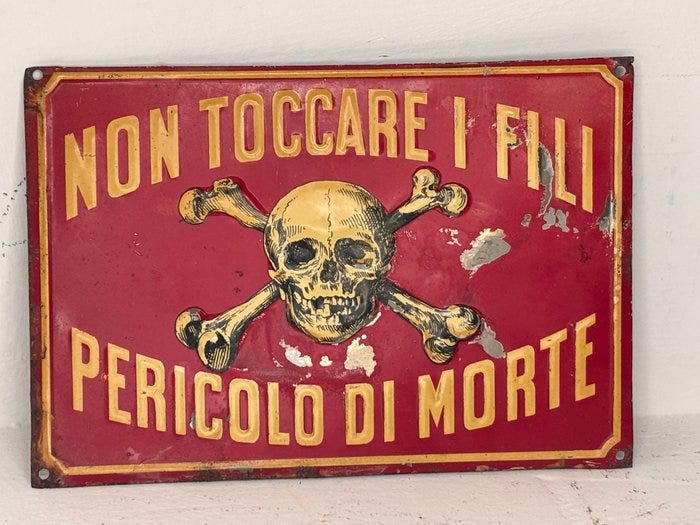 NON TOCCARE I FILI
PERICOLO DI MORTE